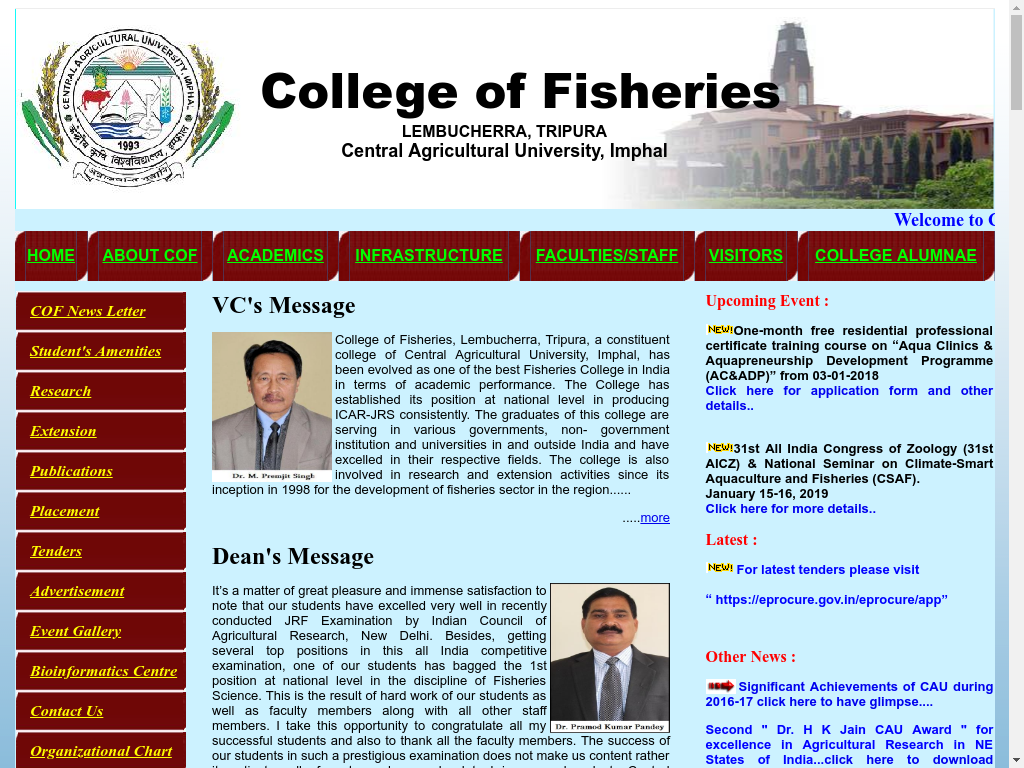 CENTRAL AGRICULTURAL UNIVERSITY, IMPHAL
1993
केन्द्रीय कृषि विश्वविद्यालय, इम्फाल
College of Fisheries
LEMBUCHERRA, TRIPURA
Central Agricultural University, Imphal
Welcome to C
HOME
ABOUT COF
ACADEMICS
INFRASTRUCTURE
FACULTIES/STAFF
VISITORS
COLLEGE ALUMNAE
COF News Letter
Student's Amenities
Research
Extension
Publications
Placement
Tenders
Advertisement
Event Gallery
Bioinformatics Centre
Contact Us
Organizational Chart
VC's Message
College of Fisheries, Lembucherra, Tripura, a constituent
college of Central Agricultural University, Imphal, has
been evolved as one of the best Fisheries College in India
in terms of academic performance. The College has
established its position at national level in producing
ICAR-JRS consistently. The graduates of this college are
serving in various governments, non- government
institution and universities in and outside India and have
excelled in their respective fields. The college is also
involved in research and extension activities since its
inception in 1998 for the development of fisheries sector in the region......
Dr. M. Premjit Singh
.....more
Dean's Message
It's a matter of great pleasure and immense satisfaction to
note that our students have excelled very well in recently
conducted JRF Examination by Indian Council of
Agricultural Research, New Delhi. Besides, getting
several top positions in this all India competitive
examination, one of our students has bagged the 1st
position at national level in the discipline of Fisheries
Science. This is the result of hard work of our students as
well as faculty members along with all other staff
members. I take this opportunity to congratulate all my
successful students and also to thank all the faculty members. The success of
our students in such a prestigious examination does not make us content rather
Dr. Pramod Kumar Pandey
Upcoming Event :
NEW!One-month free residential professional
certificate training course on “Aqua Clinics &
Aquapreneurship Development Programme
(AC&ADP)” from 03-01-2018
Click here for application form and other
details..
NEW!31st All India Congress of Zoology (31st
AICZ) & National Seminar on Climate-Smart
Aquaculture and Fisheries (CSAF).
January 15-16, 2019
Click here for more details..
Latest :
NEW! For latest tenders please visit
“ https://eprocure.gov.in/eprocure/app”
Other News :
Significant Achievements of CAU during
2016-17 click here to have glimpse....
Second " Dr. H K Jain CAU Award " for
excellence in Agricultural Research in NE
States of India...click here to download